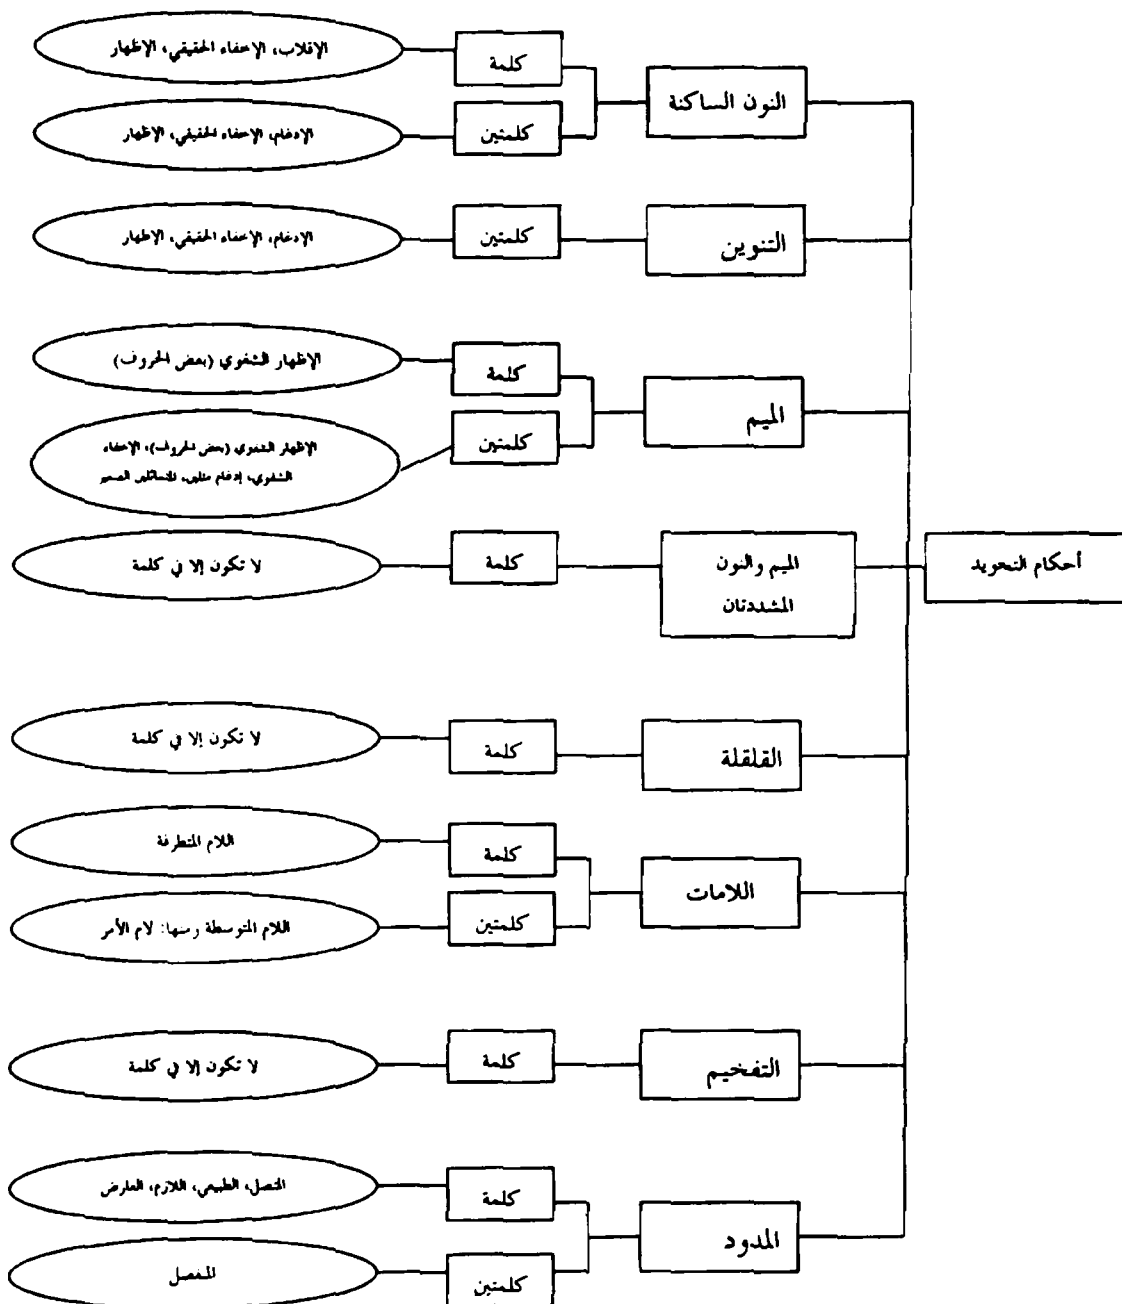 أحكام التجويد
النون الساكنة
كلمة
الإقلاب، الإخفاء الحقيقي، الإظهار
كلمتين
الإدغام، الإخفاء الحقيقي، الإظهار
التنوين
كلمتين
الإدغام، الإخفاء الحقيقي، الإظهار
الميم
كلمة
الإظهار الشفوي (بعض الحروف)
كلمتين
الإظهار الشفوي (بعض الحروف)، الإخفاء
الشفوي، إدغام مثلين، المتماثلين الصغير
الميم والنون
المشددتان
كلمة
لا تكون إلا في كلمة
القلقلة
كلمة
لا تكون إلا في كلمة
اللامات
كلمة
اللام المتطرفة
كلمتين
اللام المتوسطة ومنها: لام الأمر
التفخيم
كلمة
لا تكون إلا في كلمة
المدود
كلمة
المتصل، الطبيعي، اللازم، العارض
كلمتين
المنفصل